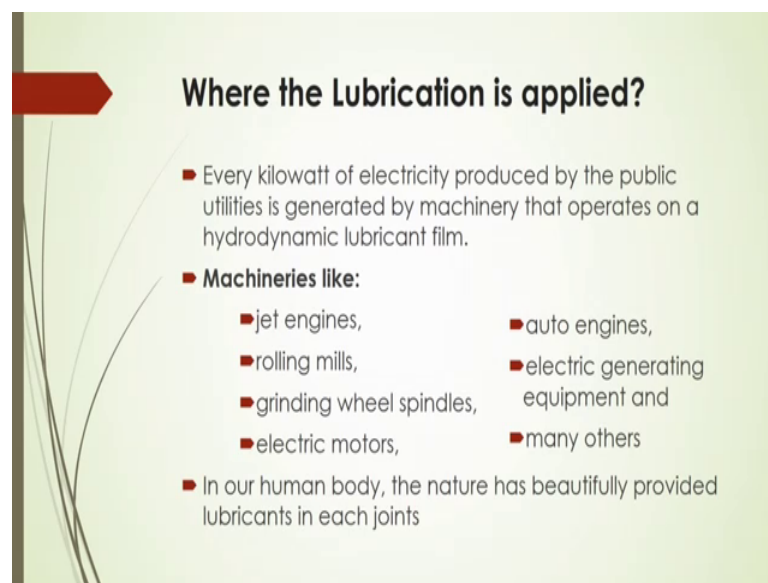 Where the Lubrication is applied?
Every kilowatt of electricity produced by the public
utilities is generated by machinery that operates on a
hydrodynamic lubricant film.
Machineries like:
jet engines,
rolling mills,
grinding wheel spindles,
electric motors,
auto engines,
electric generating
equipment and
many others
In our human body, the nature has beautifully provided
lubricants in each joints